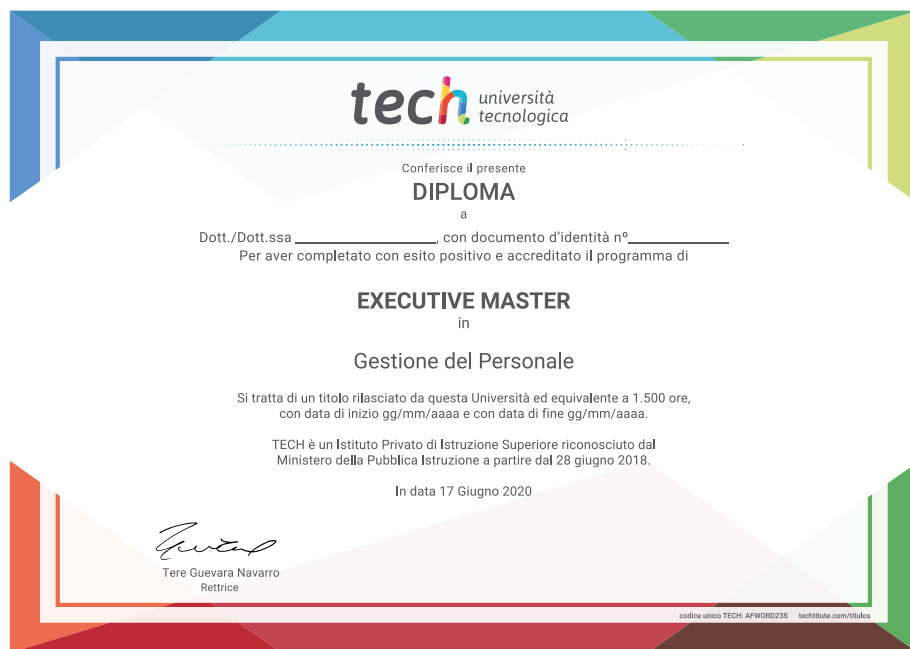 tech università
tecnologica
Conferisce il presente
DIPLOMA
a
Dott./Dott.ssa _________________, con documento d'identità nº____________
Per aver completato con esito positivo e accreditato il programma di
EXECUTIVE MASTER
in
Gestione del Personale
Si tratta di un titolo rilasciato da questa Università ed equivalente a 1.500 ore,
con data di inizio gg/mm/aaaa e con data di fine gg/mm/aaaa.
TECH è un Istituto Privato di Istruzione Superiore riconosciuto dal
Ministero della Pubblica Istruzione a partire dal 28 giugno 2018.
In data 17 Giugno 2020
Tere Guevara Navarro
Rettrice
codice unico TECH: AFWORD23S techtitute.com/titulos